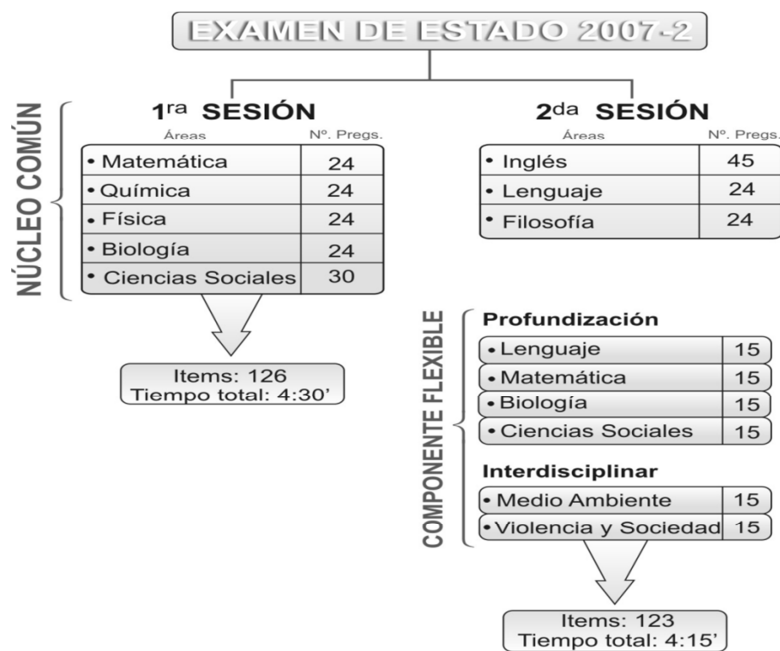 EXAMEN DE ESTADO 2007-2
NÚCLEO COMÚN
1ra SESIÓN
Áreas Nº. Pregs.
• Matemática 24
• Química 24
• Física 24
• Biología 24
• Ciencias Sociales 30
Items: 126
Tiempo total: 4:30’
2da SESIÓN
Áreas Nº. Pregs.
• Inglés 45
• Lenguaje 24
• Filosofía 24
COMPONENTE FLEXIBLE
Profundización
• Lenguaje 15
• Matemática 15
• Biología 15
• Ciencias Sociales 15
Interdisciplinar
• Medio Ambiente 15
• Violencia y Sociedad 15
Items: 123
Tiempo total: 4:15’